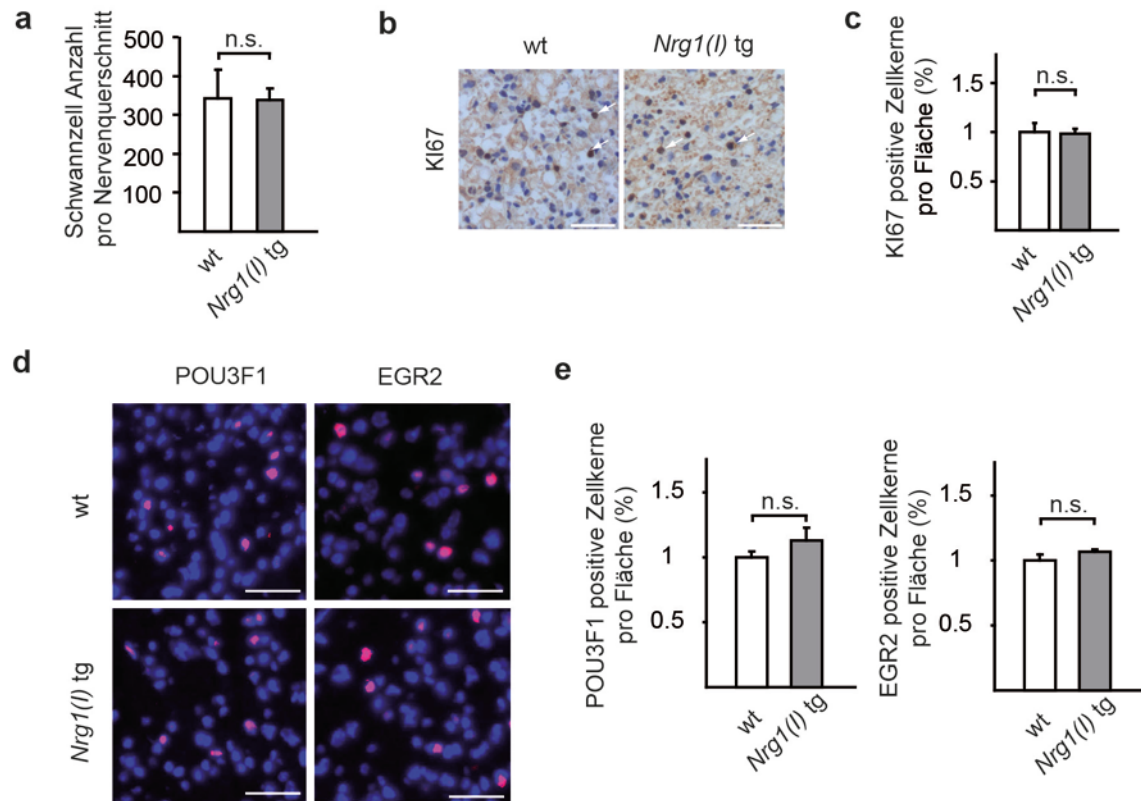 a
Schwannzell Anzahl
pro Nervenquerschnitt
500
400
300
200
100
n.s.
wt
Nrg1(I) tg
b
wt
Nrg1(I) tg
KI67
c
KI67 positive Zellkerne
pro Fläche (%)
1.5
1
0.5
n.s.
wt
Nrg1(I) tg
d
POU3F1
EGR2
wt
Nrg1(I) tg
e
POU3F1 positive Zellkerne
pro Fläche (%)
1.5
1
0.5
n.s.
wt
Nrg1(I) tg
EGR2 positive Zellkerne
pro Fläche (%)
1.5
1
0.5
n.s.
wt
Nrg1(I) tg